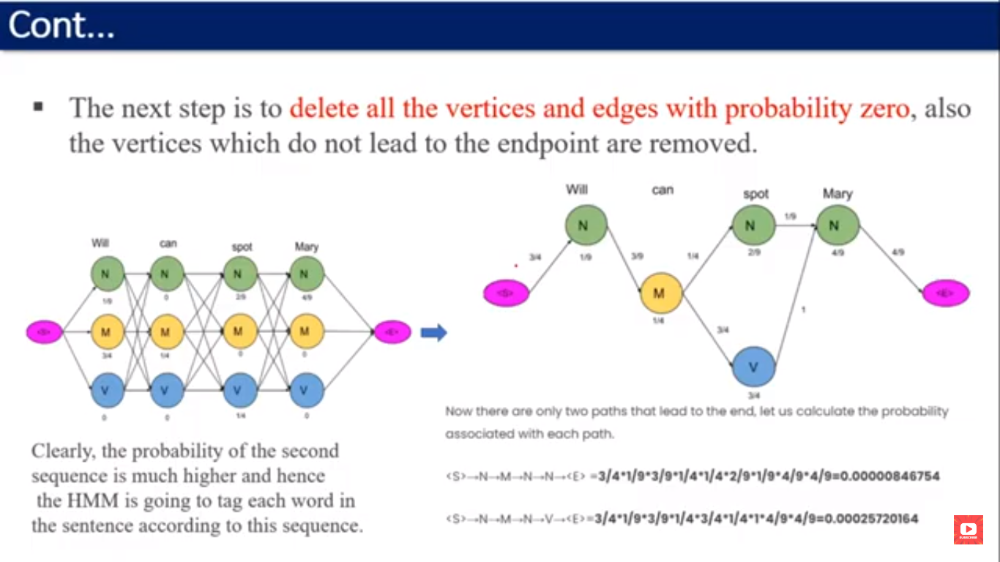 Cont...
▪ The next step is to delete all the vertices and edges with probability zero, also
the vertices which do not lead to the endpoint are removed.
Will can spot Mary
N N N N
1/9 0 2/9 4/9
<S> M M M M <E>
3/4 1/4 0 0
V V V V
0 0 1/4 0
Clearly, the probability of the second
sequence is much higher and hence
the HMM is going to tag each word in
the sentence according to this sequence.
Will can spot Mary
N N 1/9 N
3/4 1/9 3/9 1/4 2/9 4/9 4/9
<S> M <E>
1/4
3/4 1
V
3/4
Now there are only two paths that lead to the end, let us calculate the probability
associated with each path.
<S>→N→M→N→N→<E> =3/4*1/9*3/9*1/4*1/4*2/9*1/9*4/9*4/9=0.00000846754
<S>→N→M→N→V→<E>=3/4*1/9*3/9*1/4*3/4*1/4*1*4/9*4/9=0.00025720164
SUBSCRIBE